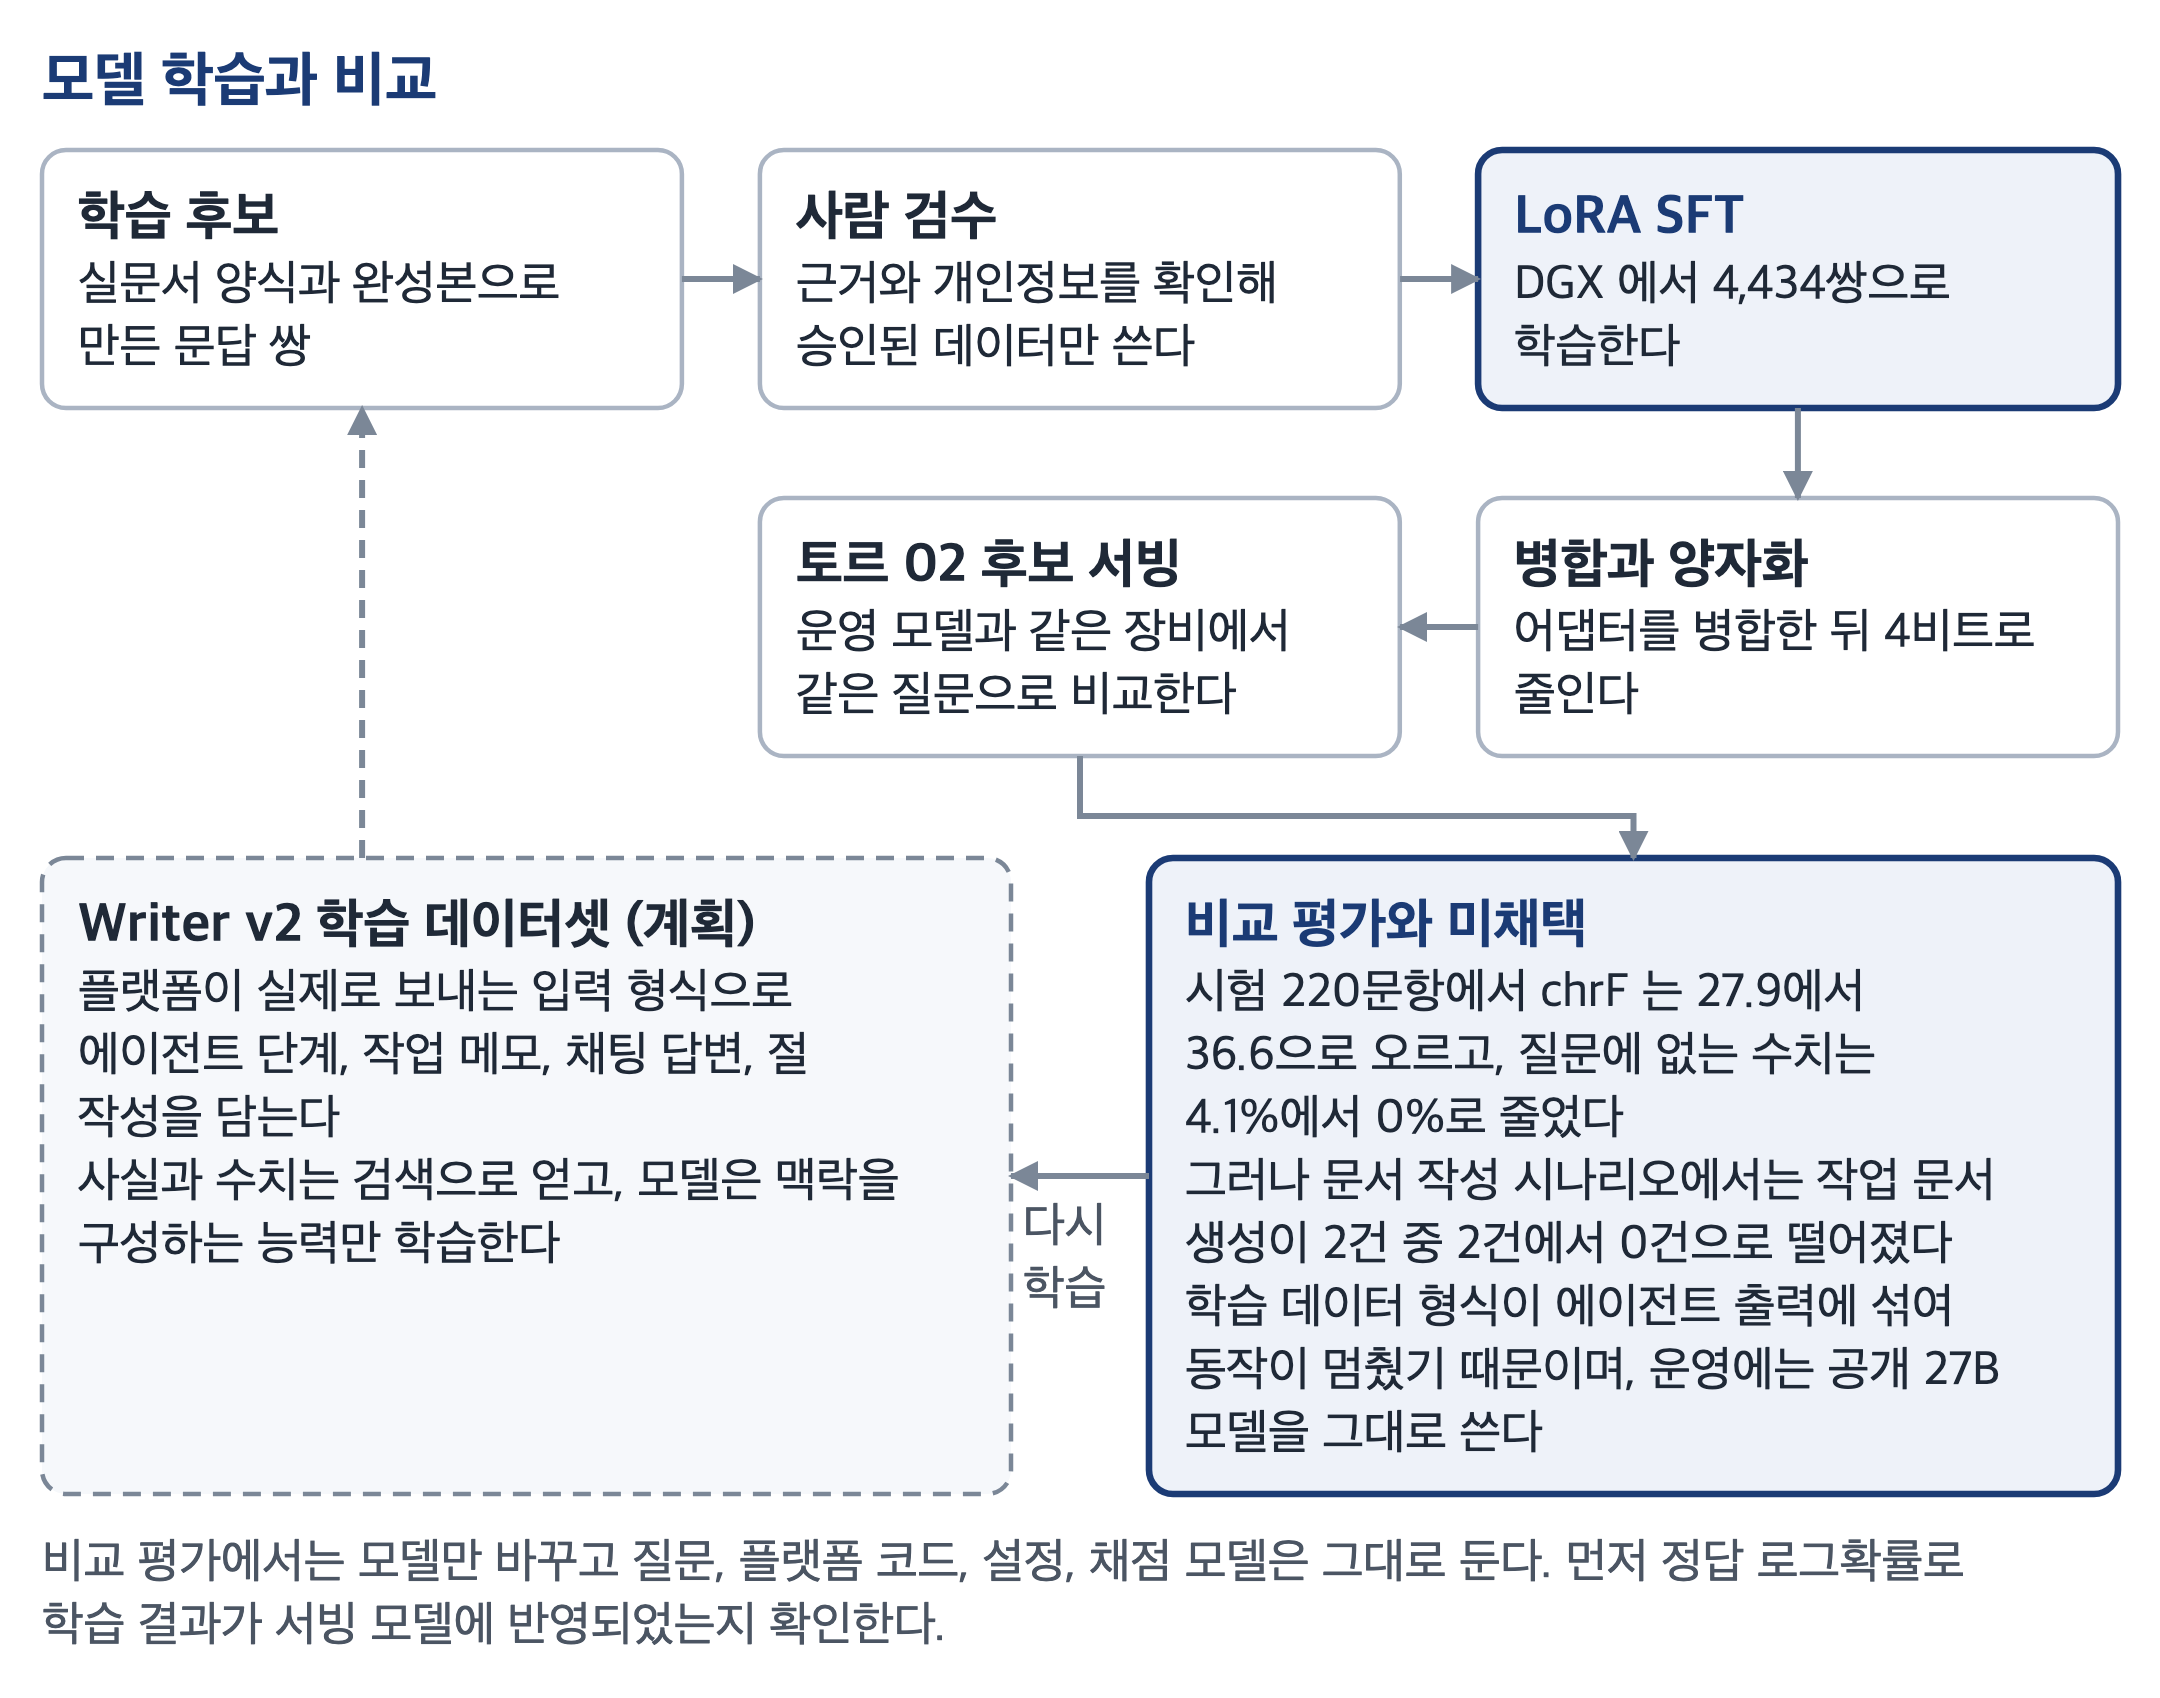 모델 학습과 비교
학습 후보
실문서 양식과 완성본으로
만든 문답 쌍
사람 검수
근거와 개인정보를 확인해
승인된 데이터만 쓴다
LoRA SFT
DGX 에서 4,434쌍으로
학습한다
토르 02 후보 서빙
운영 모델과 같은 장비에서
같은 질문으로 비교한다
병합과 양자화
어댑터를 병합한 뒤 4비트로
줄인다
Writer v2 학습 데이터셋 (계획)
플랫폼이 실제로 보내는 입력 형식으로
에이전트 단계, 작업 메모, 채팅 답변, 절
작성을 담는다
사실과 수치는 검색으로 얻고, 모델은 맥락을
구성하는 능력만 학습한다
다시
학습
비교 평가와 미채택
시험 220문항에서 chrF 는 27.9에서
36.6으로 오르고, 질문에 없는 수치는
4.1%에서 0%로 줄었다
그러나 문서 작성 시나리오에서는 작업 문서
생성이 2건 중 2건에서 0건으로 떨어졌다
학습 데이터 형식이 에이전트 출력에 섞여
동작이 멈췄기 때문이며, 운영에는 공개 27B
모델을 그대로 쓴다
비교 평가에서는 모델만 바꾸고 질문, 플랫폼 코드, 설정, 채점 모델은 그대로 둔다. 먼저 정답 로그확률로
학습 결과가 서빙 모델에 반영되었는지 확인한다.